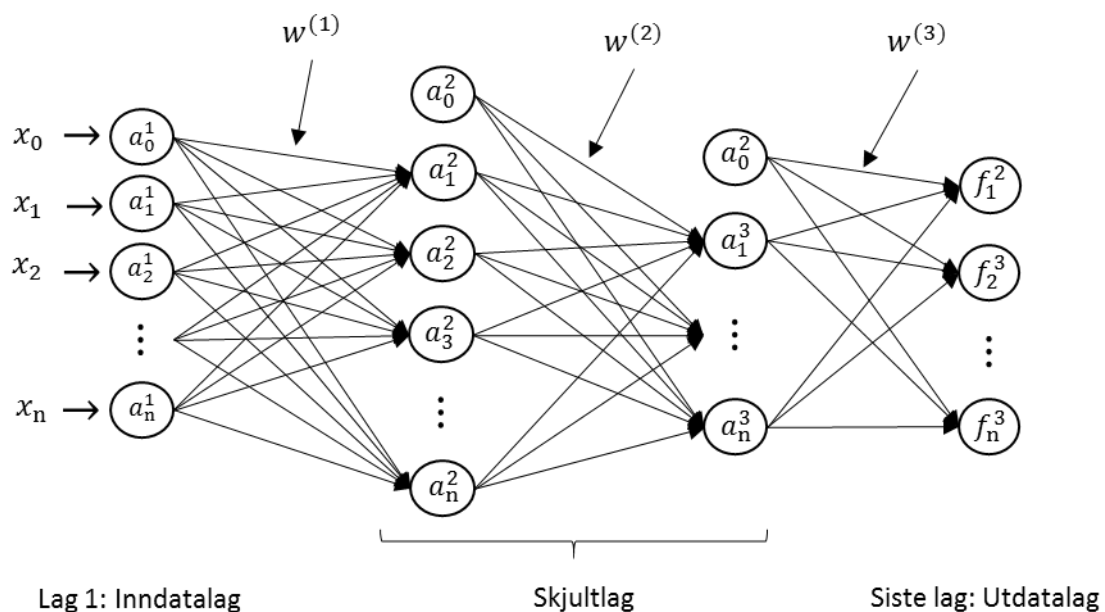 w^(1) w^(2) w^(3)
x_0 → a_0^1 a_0^2 a_0^2
x_1 → a_1^1 a_1^2 a_1^3 f_1^2
x_2 → a_2^1 a_2^2 f_2^3
⋮ a_3^2 ⋮ ⋮
x_n → a_n^1 ⋮ a_n^3 f_n^3
a_n^2
Lag 1: Inndatalag Skjultlag Siste lag: Utdatalag